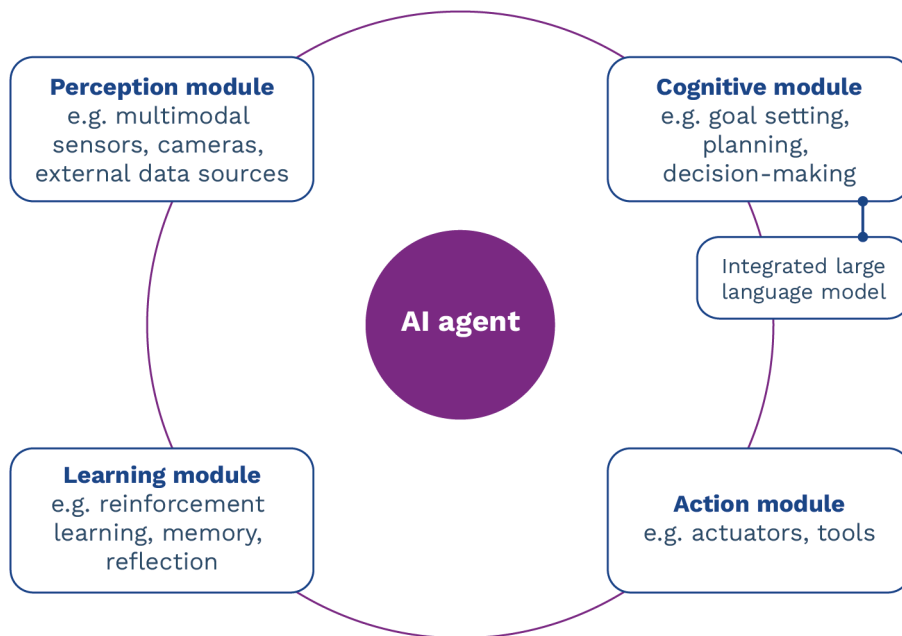 Perception module
e.g. multimodal
sensors, cameras,
external data sources
Cognitive module
e.g. goal setting,
planning,
decision-making
Integrated large
language model
AI agent
Learning module
e.g. reinforcement
learning, memory,
reflection
Action module
e.g. actuators, tools